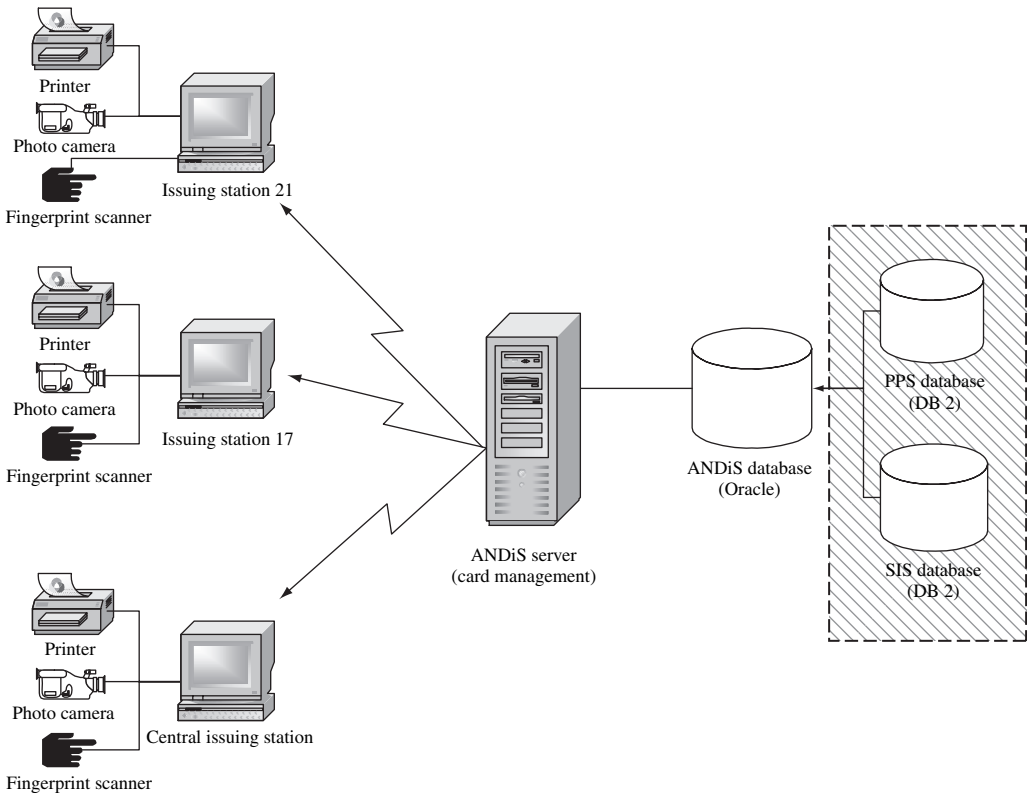 Printer
Photo camera
Fingerprint scanner
Issuing station 21
Printer
Photo camera
Fingerprint scanner
Issuing station 17
Printer
Photo camera
Fingerprint scanner
Central issuing station
ANDiS server
(card management)
ANDiS database
(Oracle)
PPS database
(DB 2)
SIS database
(DB 2)